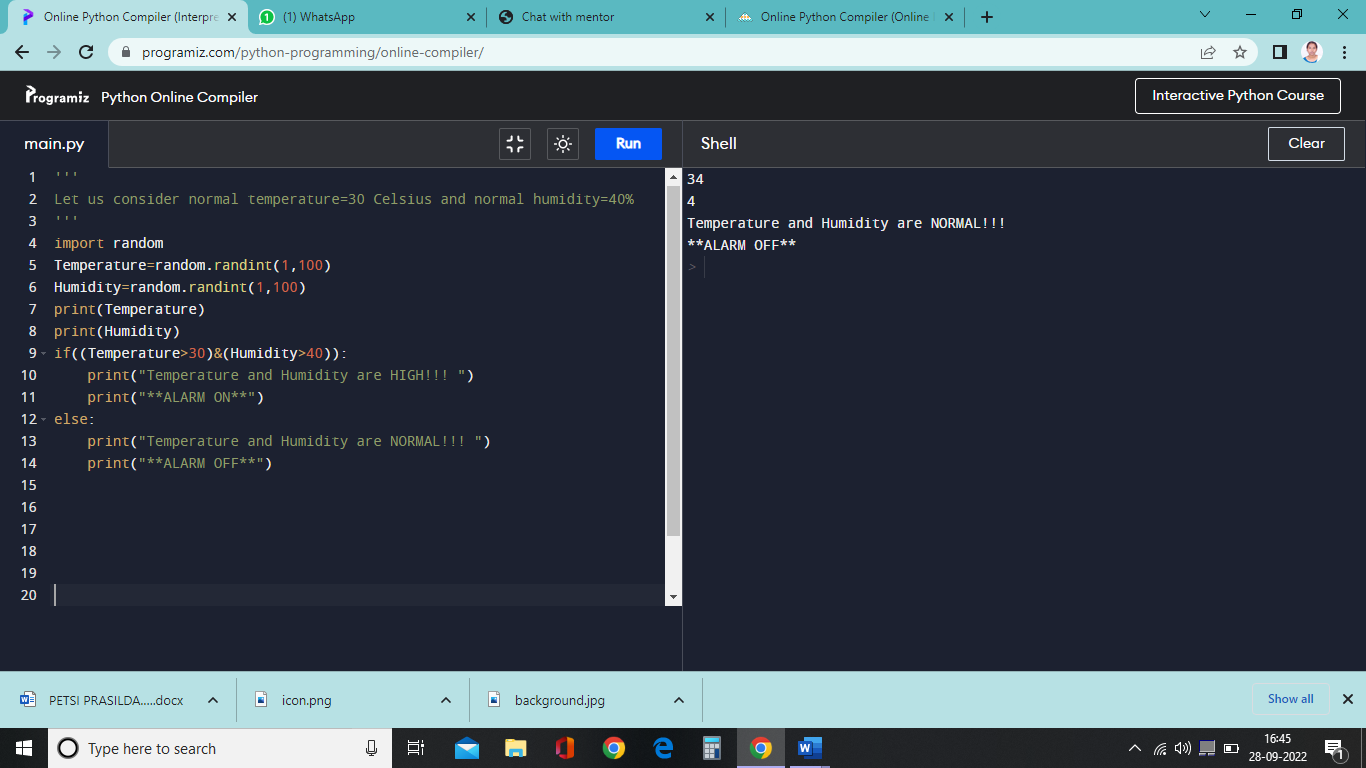 Online Python Compiler (Interpre
(1) WhatsApp
Chat with mentor
Online Python Compiler (Online
programiz.com/python-programming/online-compiler/
Programiz Python Online Compiler
Interactive Python Course
main.py
Run
Shell
Clear
1 '''
2 Let us consider normal temperature=30 Celsius and normal humidity=40%
3 '''
4 import random
5 Temperature=random.randint(1,100)
6 Humidity=random.randint(1,100)
7 print(Temperature)
8 print(Humidity)
9 if((Temperature>30)&(Humidity>40)):
10     print("Temperature and Humidity are HIGH!!! ")
11     print("**ALARM ON**")
12 else:
13     print("Temperature and Humidity are NORMAL!!! ")
14     print("**ALARM OFF**")
15
16
17
18
19
20
34
4
Temperature and Humidity are NORMAL!!!
**ALARM OFF**
>
PETSI PRASILDA.....docx
icon.png
background.jpg
Show all
Type here to search
16:45
28-09-2022
1